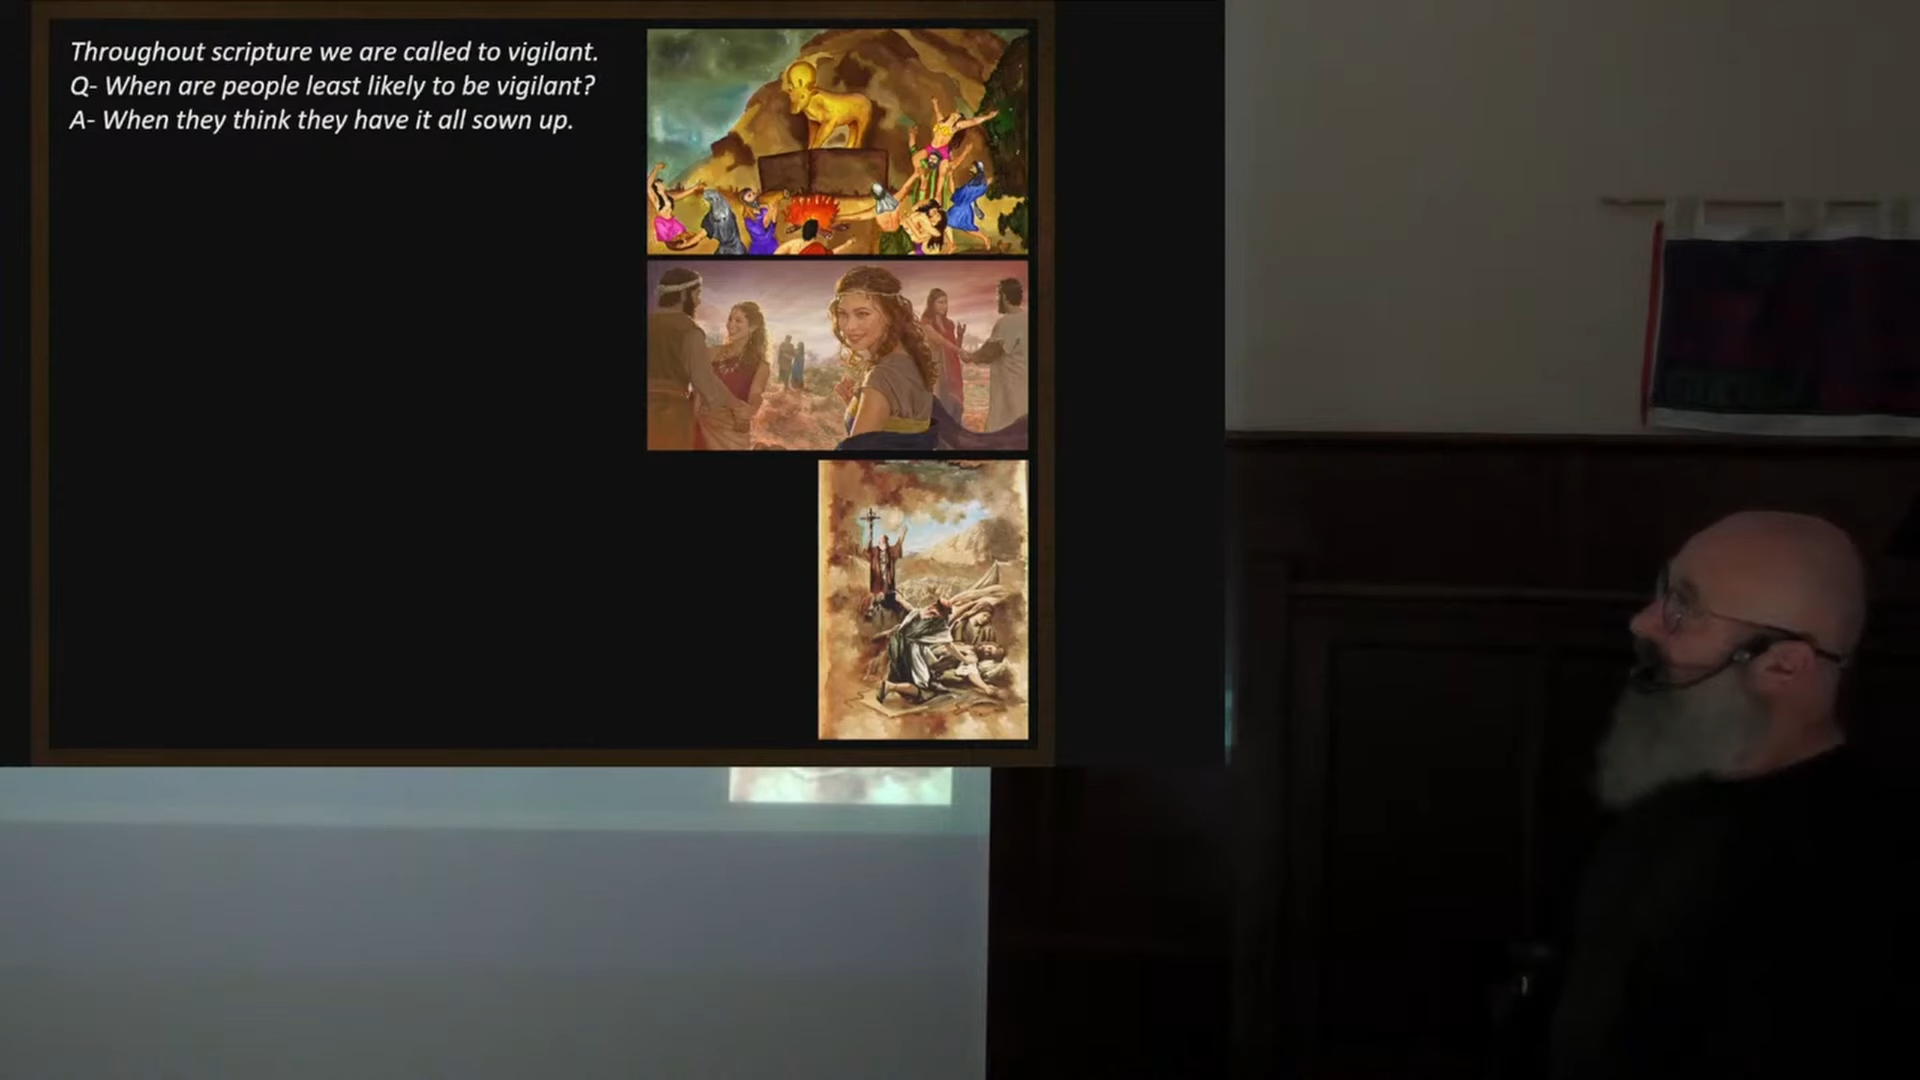 Throughout scripture we are called to vigilant.
Q- When are people least likely to be vigilant?
A- When they think they have it all sown up.